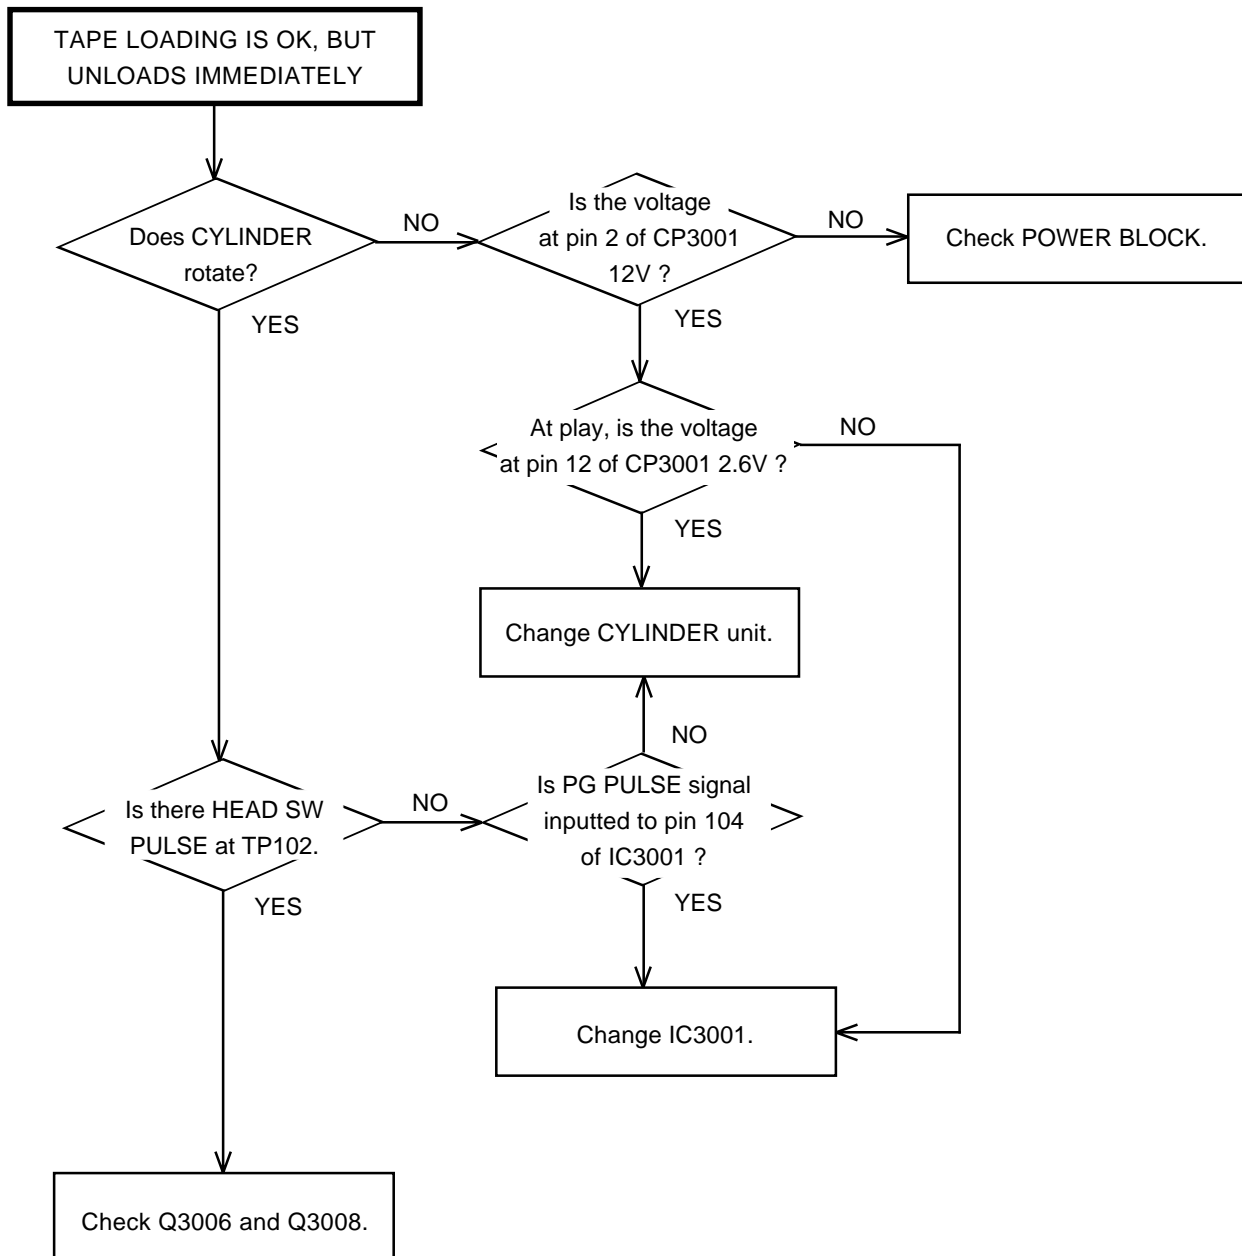 TAPE LOADING IS OK, BUT
UNLOADS IMMEDIATELY
Does CYLINDER
rotate?
NO
YES
Is the voltage
at pin 2 of CP3001
12V ?
NO
YES
Check POWER BLOCK.
At play, is the voltage
at pin 12 of CP3001 2.6V ?
NO
YES
Change CYLINDER unit.
NO
Is there HEAD SW
PULSE at TP102.
NO
YES
Is PG PULSE signal
inputted to pin 104
of IC3001 ?
YES
Change IC3001.
Check Q3006 and Q3008.